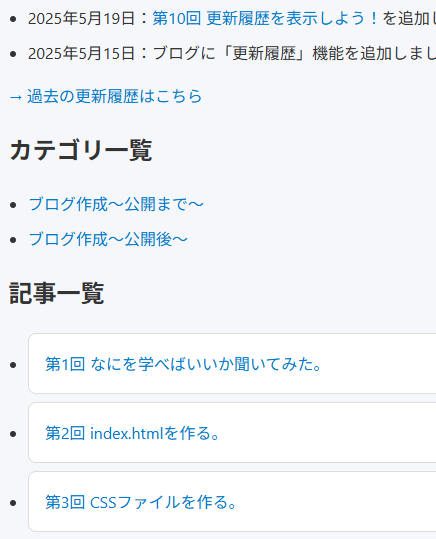 2025年5月19日：第10回 更新履歴を表示しよう！を追加し
2025年5月15日：ブログに「更新履歴」機能を追加しまし
→ 過去の更新履歴はこちら
カテゴリ一覧
ブログ作成～公開まで～
ブログ作成～公開後～
記事一覧
第1回 なにを学べばいいか聞いてみた。
第2回 index.htmlを作る。
第3回 CSSファイルを作る。